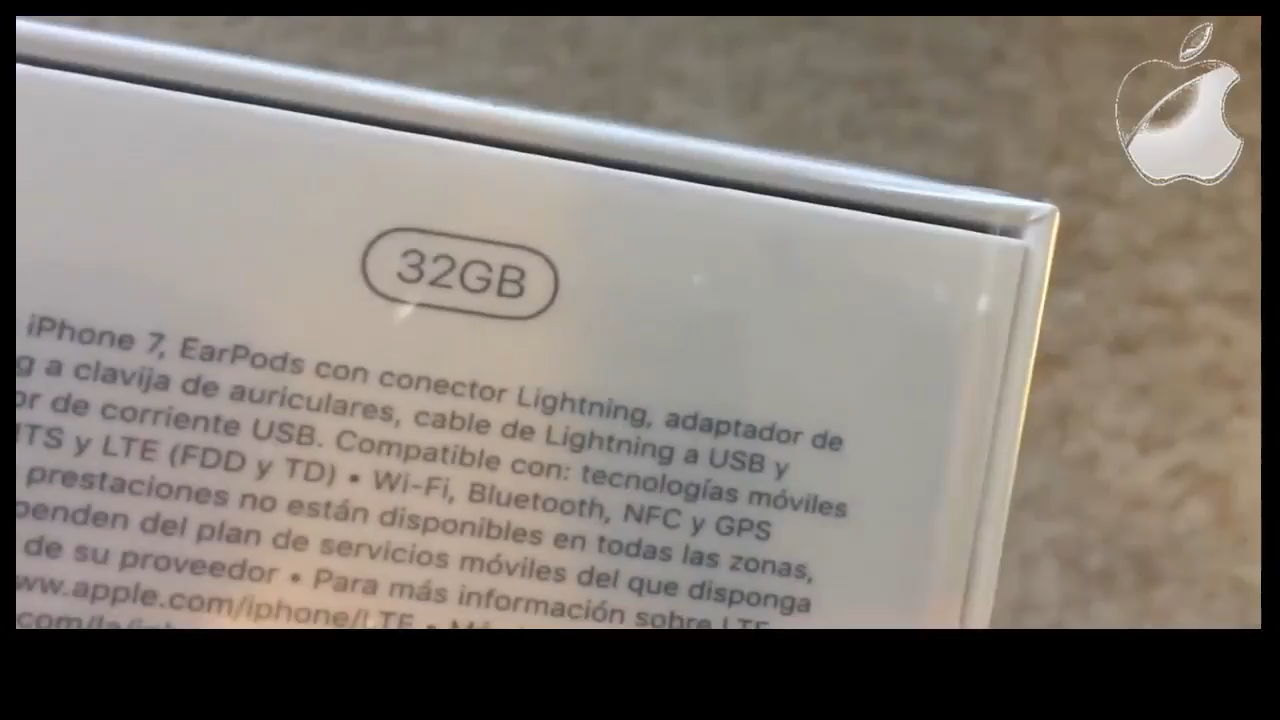 32GB
iPhone 7, EarPods con conector Lightning, adaptador de
a clavija de auriculares, cable de Lightning a USB y
de corriente USB. Compatible con: tecnologías móviles
y LTE (FDD y TD) • Wi-Fi, Bluetooth, NFC y GPS
prestaciones no están disponibles en todas las zonas,
del plan de servicios móviles del que disponga
de su proveedor • Para más información sobre LTE
www.apple.com/iphone/LTE •